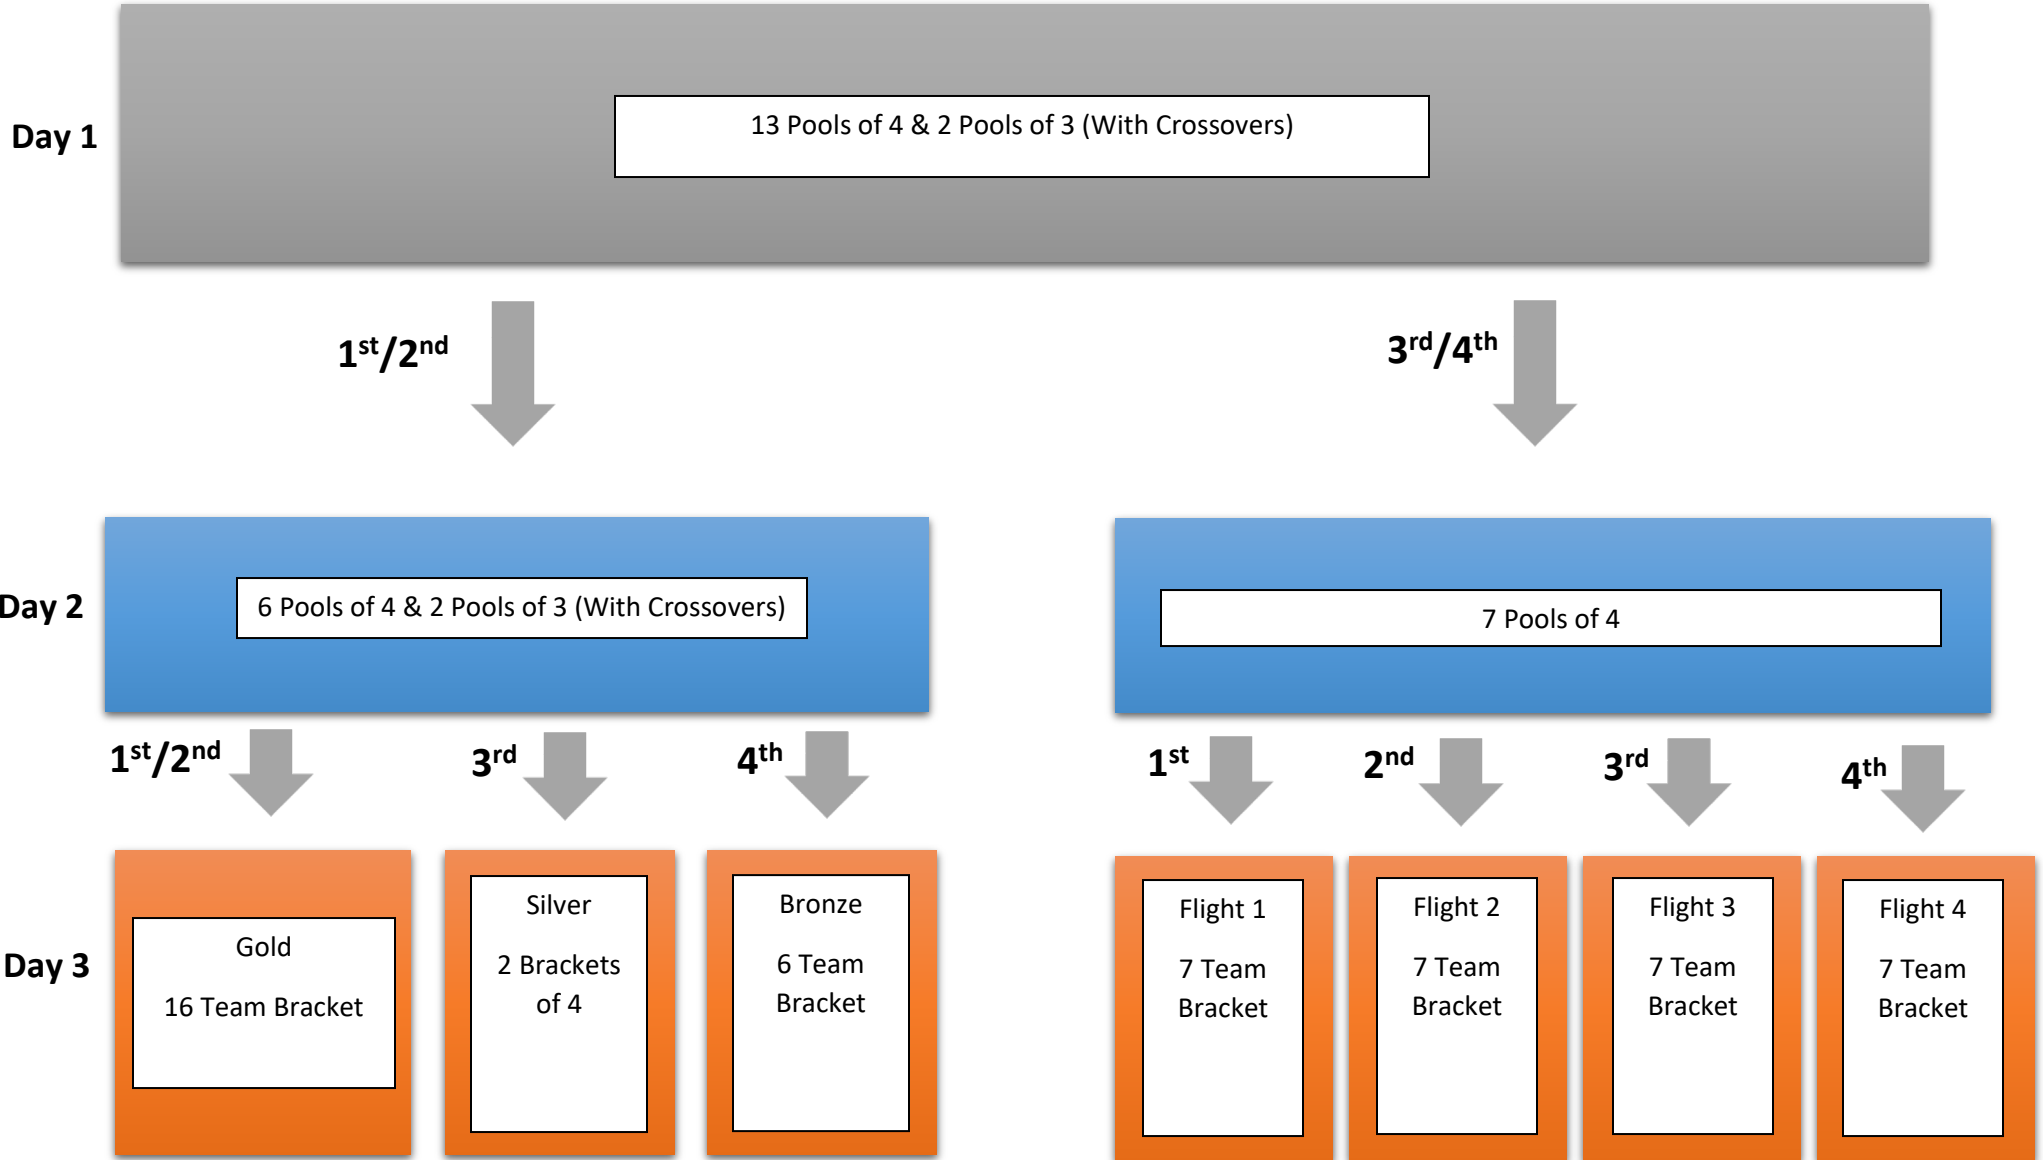 Day 1
13 Pools of 4 & 2 Pools of 3 (With Crossovers)
1st/2nd
3rd/4th
Day 2
6 Pools of 4 & 2 Pools of 3 (With Crossovers)
7 Pools of 4
1st/2nd
3rd
4th
1st
2nd
3rd
4th
Day 3
Gold
16 Team Bracket
Silver
2 Brackets
of 4
Bronze
6 Team
Bracket
Flight 1
7 Team
Bracket
Flight 2
7 Team
Bracket
Flight 3
7 Team
Bracket
Flight 4
7 Team
Bracket